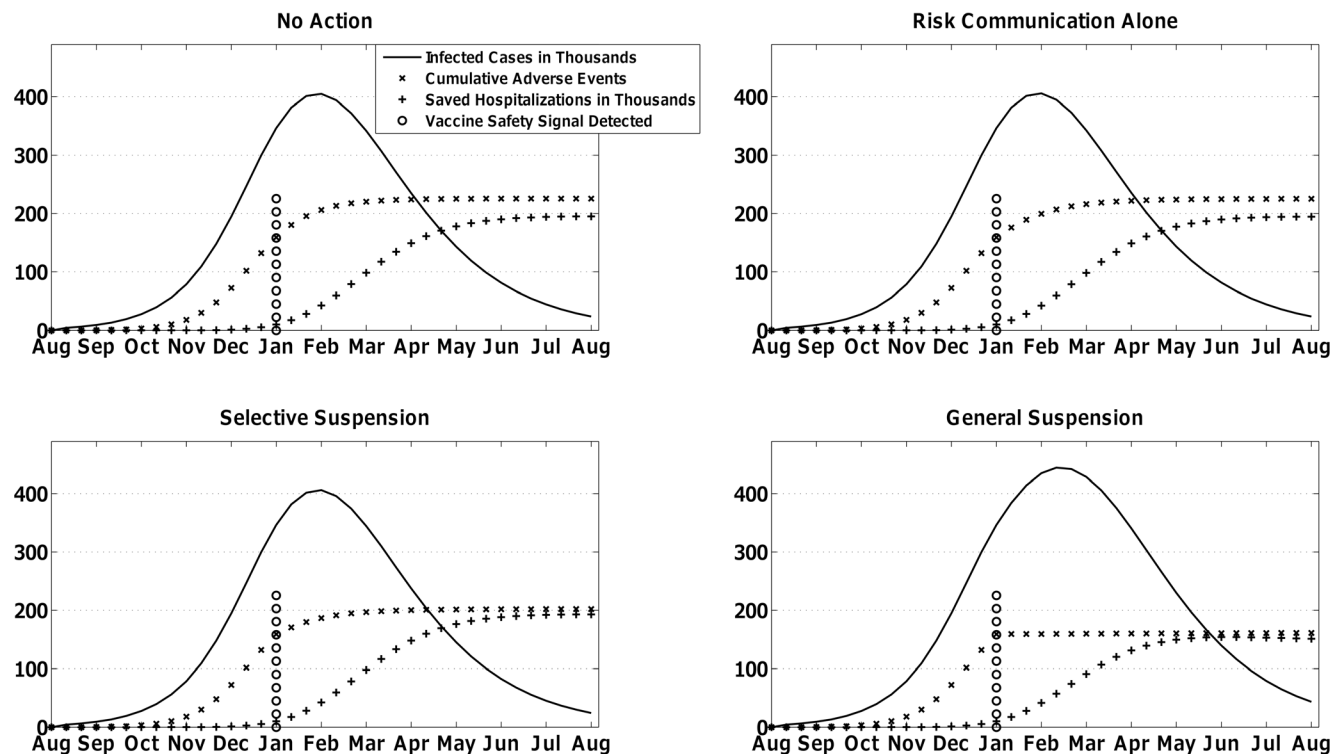 No Action
Infected Cases in Thousands
Cumulative Adverse Events
Saved Hospitalizations in Thousands
Vaccine Safety Signal Detected
400
300
200
100
0
Aug Sep Oct Nov Dec Jan Feb Mar Apr May Jun Jul Aug
Risk Communication Alone
400
300
200
100
0
Aug Sep Oct Nov Dec Jan Feb Mar Apr May Jun Jul Aug
Selective Suspension
400
300
200
100
0
Aug Sep Oct Nov Dec Jan Feb Mar Apr May Jun Jul Aug
General Suspension
400
300
200
100
0
Aug Sep Oct Nov Dec Jan Feb Mar Apr May Jun Jul Aug